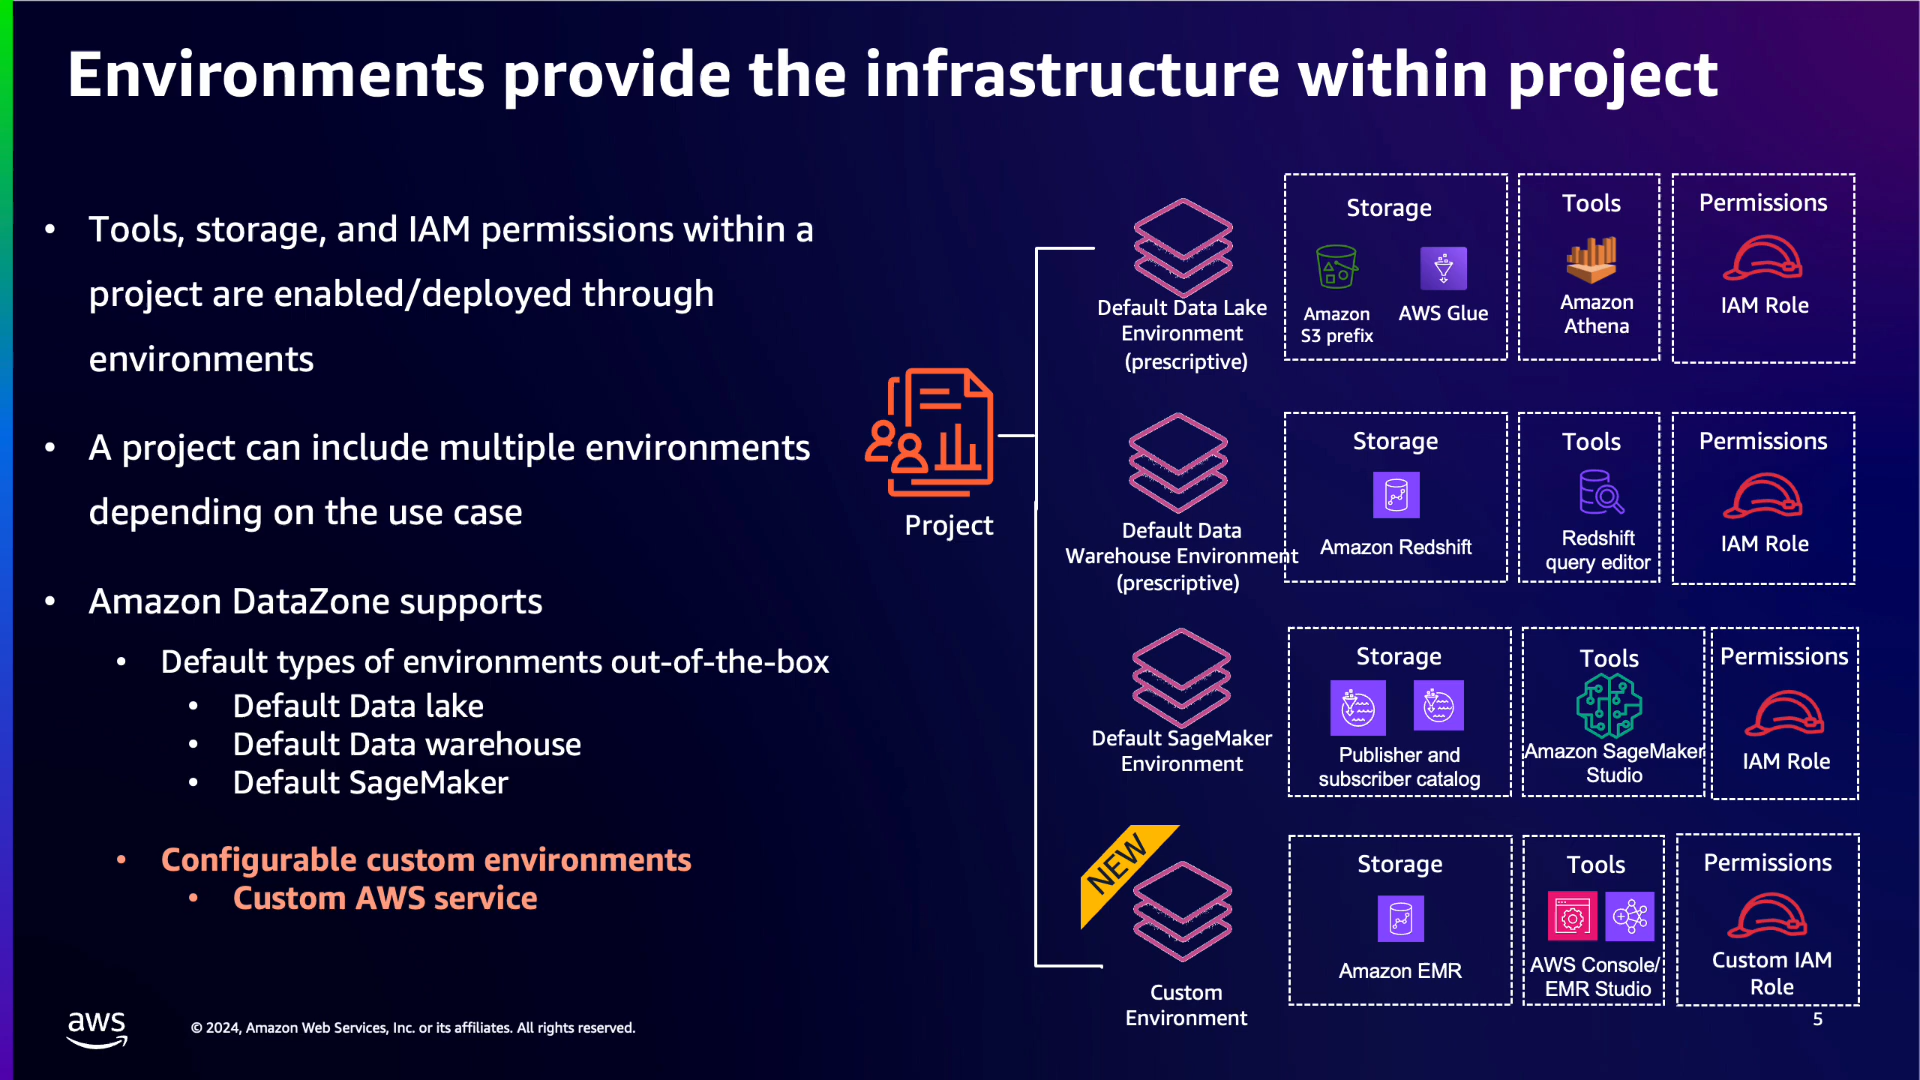 Environments provide the infrastructure within project
• Tools, storage, and IAM permissions within a
project are enabled/deployed through
environments
• A project can include multiple environments
depending on the use case
• Amazon DataZone supports
• Default types of environments out-of-the-box
• Default Data lake
• Default Data warehouse
• Default SageMaker
• Configurable custom environments
• Custom AWS service
Project
Default Data Lake
Environment
(prescriptive)
Storage
Amazon
S3 prefix
AWS Glue
Tools
Amazon
Athena
Permissions
IAM Role
Default Data
Warehouse Environment
(prescriptive)
Storage
Amazon Redshift
Tools
Redshift
query editor
Permissions
IAM Role
Default SageMaker
Environment
Storage
Publisher and
subscriber catalog
Tools
Amazon SageMaker
Studio
Permissions
IAM Role
NEW
Custom
Environment
Storage
Amazon EMR
Tools
AWS Console/
EMR Studio
Permissions
Custom IAM
Role
aws
© 2024, Amazon Web Services, Inc. or its affiliates. All rights reserved.
5